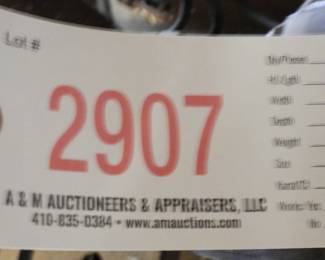 Lot #
2907
A & M AUCTIONEERS & APPRAISERS, LLC
410-835-0384 • www.amauctions.com
Width
Depth
Weight
Size